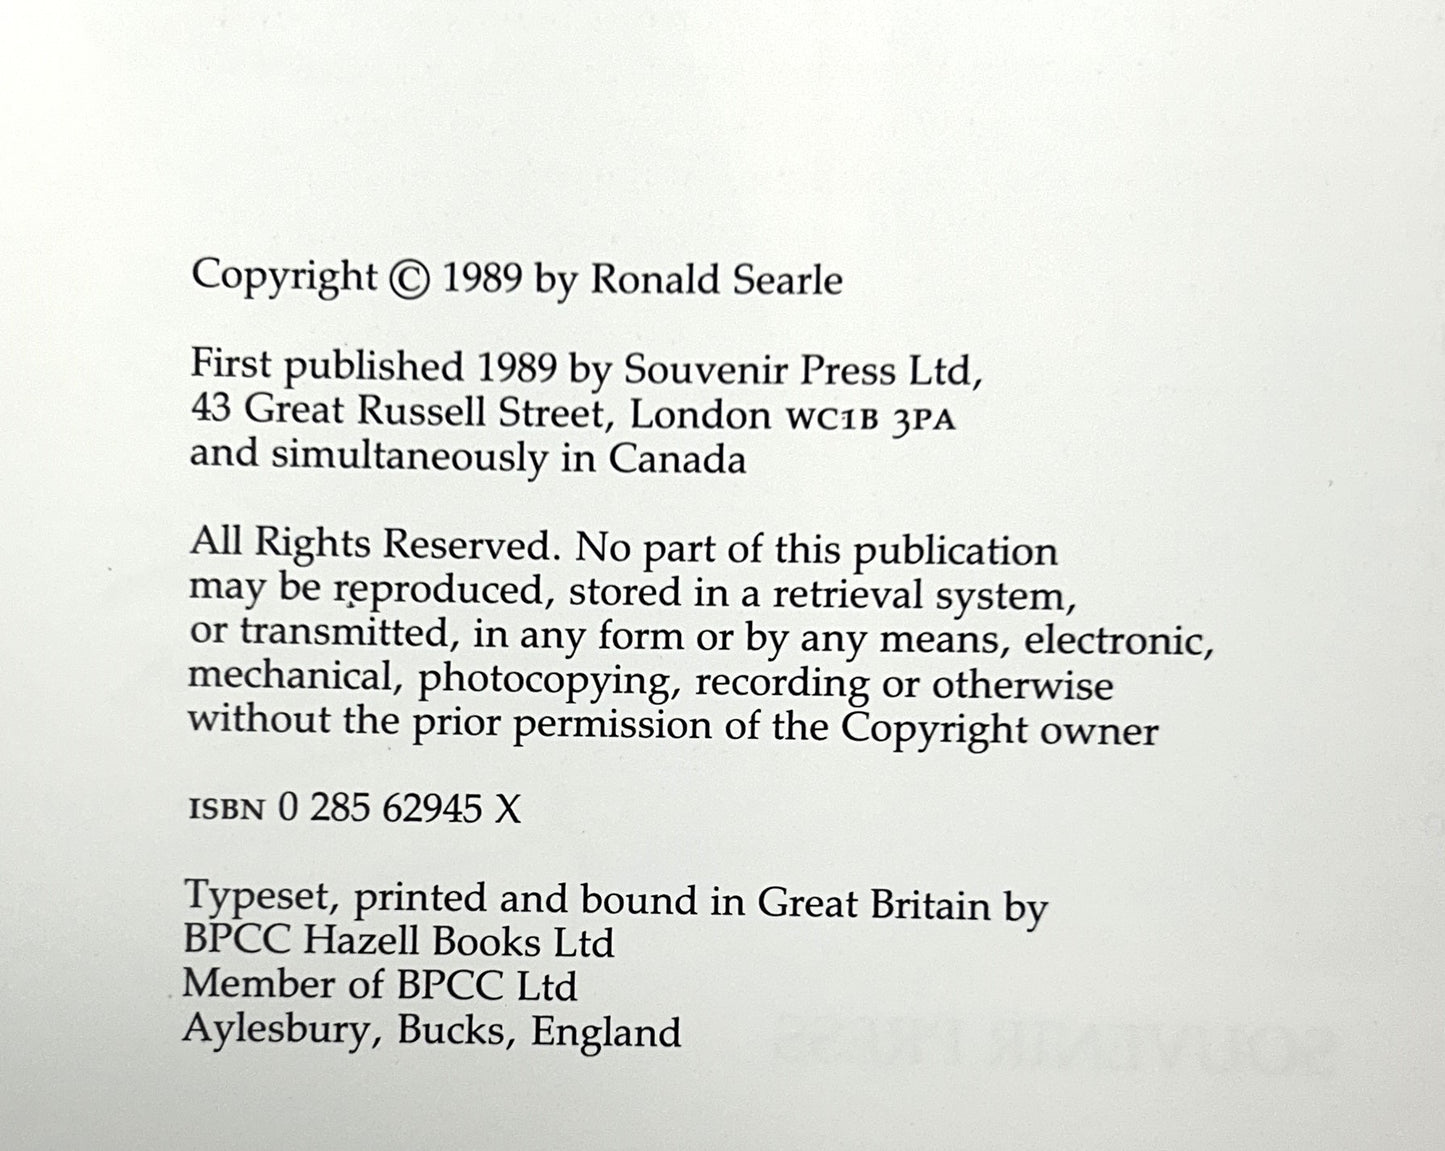 Copyright © 1989 by Ronald Searle
First published 1989 by Souvenir Press Ltd,
43 Great Russell Street, London WC1B 3PA
and simultaneously in Canada
All Rights Reserved. No part of this publication
may be reproduced, stored in a retrieval system,
or transmitted, in any form or by any means, electronic,
mechanical, photocopying, recording or otherwise
without the prior permission of the Copyright owner
ISBN 0 285 62945 X
Typeset, printed and bound in Great Britain by
BPCC Hazell Books Ltd
Member of BPCC Ltd
Aylesbury, Bucks, England